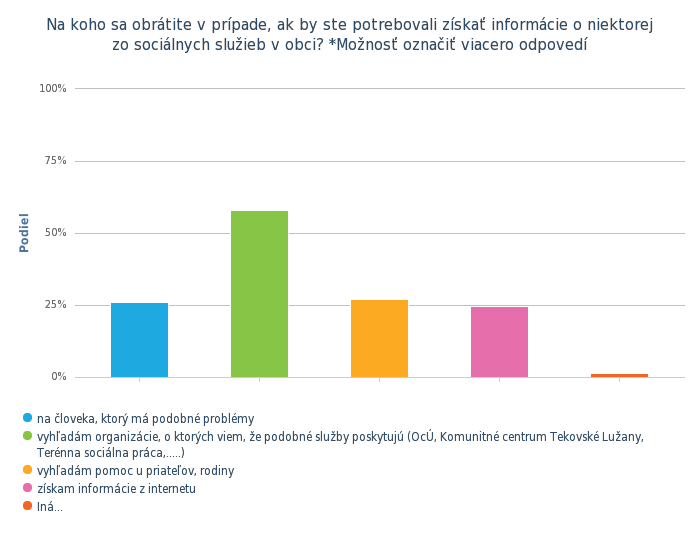 Na koho sa obrátite v prípade, ak by ste potrebovali získať informácie o niektorej
zo sociálnych služieb v obci? *Možnosť označiť viacero odpovedí
100%
75%
50%
25%
0%
Podiel
na človeka, ktorý má podobné problémy
vyhľadám organizácie, o ktorých viem, že podobné služby poskytujú (OcÚ, Komunitné centrum Tekovské Lužany,
Terénna sociálna práca,.....)
vyhľadám pomoc u priateľov, rodiny
získam informácie z internetu
Iná...